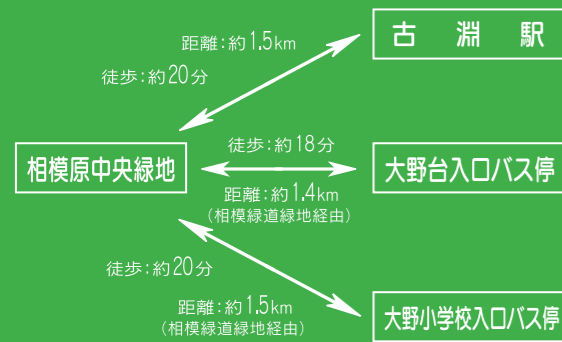 古淵駅
距離：約1.5km
徒歩：約20分
徒歩：約18分
相模原中央緑地
大野台入口バス停
距離：約1.4km
（相模緑道緑地経由）
徒歩：約20分
距離：約1.5km
（相模緑道緑地経由）
大野小学校入口バス停